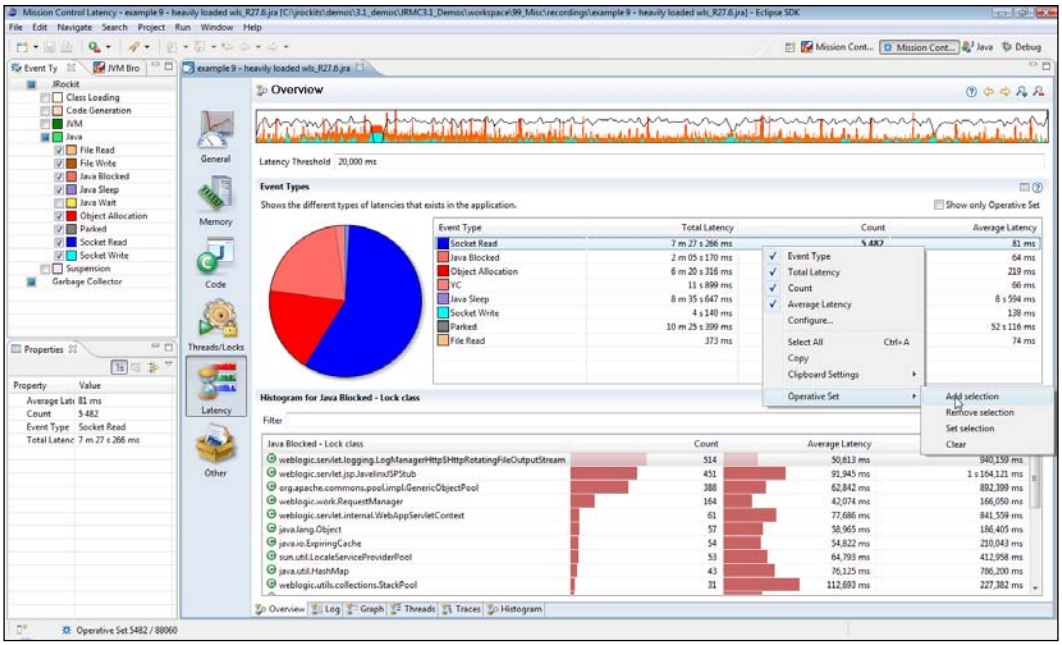 Mission Control Latency - example 9 - heavily loaded wls_R27.6.jra [C:\jrockits\demos\3.1_demos\JRMC3.1_Demos\workspace\99_Misc\recordings\example 9 - heavily loaded wls_R27.6.jra] - Eclipse SDK
File Edit Navigate Search Project Run Window Help
Mission Cont... Mission Cont... Java Debug
Event Ty JVM Bro
example 9 - heavily loaded wls_R27.6.jra
JRockit
Class Loading
Code Generation
JVM
Java
File Read
File Write
Java Blocked
Java Sleep
Java Wait
Object Allocation
Parked
Socket Read
Socket Write
Suspension
Garbage Collector
Properties
Property Value
Average Late 81 ms
Count 5 482
Event Type Socket Read
Total Latenc 7 m 27 s 266 ms
General
Memory
Code
Threads/Locks
Latency
Other
Overview
Latency Threshold 20,000 ms
Event Types
Shows the different types of latencies that exists in the application.
Show only Operative Set
Event Type Total Latency Count Average Latency
Socket Read 7 m 27 s 266 ms 5 482 81 ms
Java Blocked 2 m 05 s 170 ms 64 ms
Object Allocation 6 m 20 s 316 ms 219 ms
YC 11 s 899 ms 66 ms
Java Sleep 8 m 35 s 647 ms 8 s 594 ms
Socket Write 4 s 140 ms 138 ms
Parked 10 m 25 s 399 ms 52 s 116 ms
File Read 373 ms 74 ms
Event Type
Total Latency
Count
Average Latency
Configure...
Select All Ctrl+A
Copy
Clipboard Settings
Operative Set
Add selection
Remove selection
Set selection
Clear
Histogram for Java Blocked - Lock class
Filter
Java Blocked - Lock class Count Average Latency
weblogic.servlet.logging.LogManagerHttp$HttpRotatingFileOutputStream 514 50,613 ms 940,159 ms
weblogic.servlet.jsp.JavelinxJSPStub 451 91,945 ms 1 s 164,121 ms
org.apache.commons.pool.impl.GenericObjectPool 388 62,842 ms 892,399 ms
weblogic.work.RequestManager 164 42,074 ms 166,050 ms
weblogic.servlet.internal.WebAppServletContext 61 77,686 ms 841,559 ms
java.lang.Object 57 58,965 ms 186,405 ms
java.io.ExpiringCache 54 54,822 ms 210,043 ms
sun.util.LocaleServiceProviderPool 53 64,793 ms 412,958 ms
java.util.HashMap 43 76,125 ms 786,200 ms
weblogic.utils.collections.StackPool 31 112,693 ms 227,382 ms
Overview Log Graph Threads Traces Histogram
Operative Set 5482 / 88060